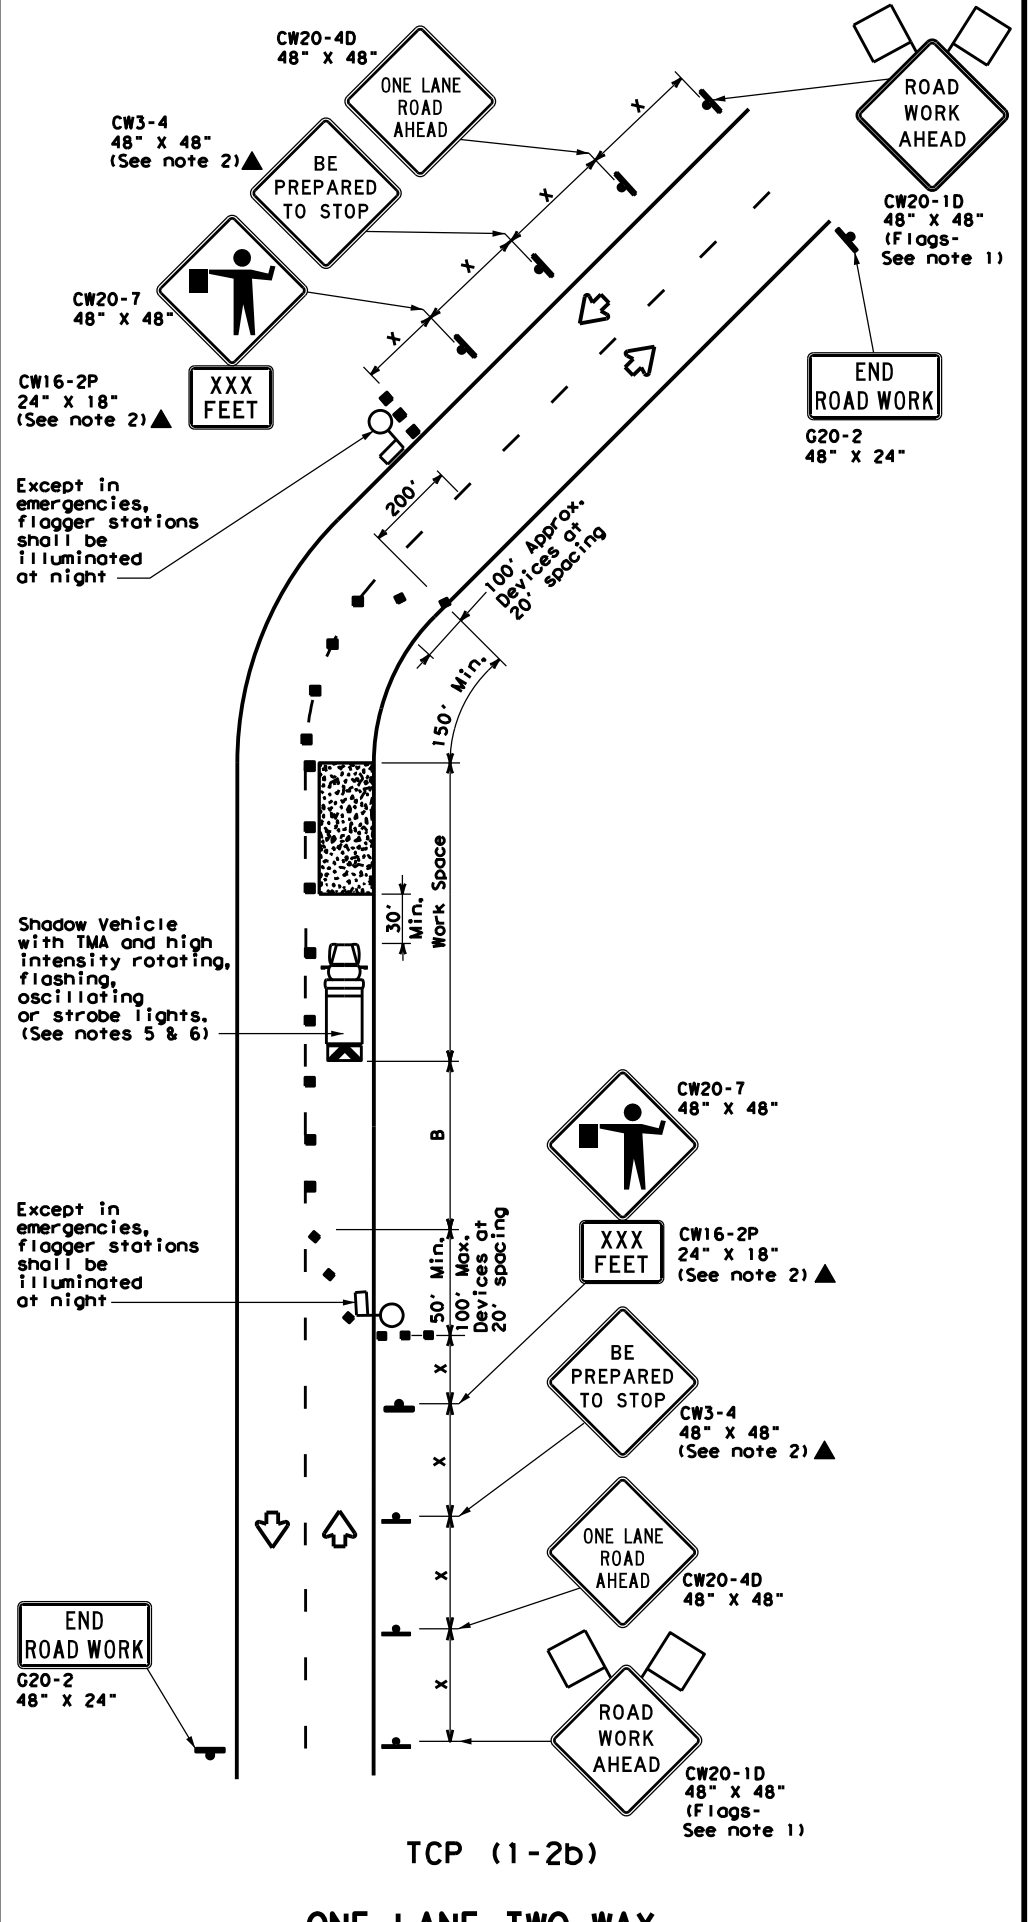 CW20-4D
48" X 48"
ONE LANE
ROAD
AHEAD
ROAD
WORK
AHEAD
CW20-1D
48" X 48"
(Flags-
See note 1)
CW3-4
48" X 48"
(See note 2)▲
BE
PREPARED
TO STOP
X
X
X
X
CW20-7
48" X 48"
XXX
FEET
CW16-2P
24" X 18"
(See note 2)▲
END
ROAD WORK
G20-2
48" X 24"
Except in
emergencies,
flagger stations
shall be
illuminated
at night
200'
100' Approx.
Devices at
20' spacing
150' Min.
Work Space
30'
Min.
Shadow Vehicle
with TMA and high
intensity rotating,
flashing,
oscillating
or strobe lights.
(See notes 5 & 6)
B
CW20-7
48" X 48"
XXX
FEET
CW16-2P
24" X 18"
(See note 2)▲
Except in
emergencies,
flagger stations
shall be
illuminated
at night
50' Min.
100' Max.
Devices at
20' spacing
X
X
X
X
BE
PREPARED
TO STOP
CW3-4
48" X 48"
(See note 2)▲
ONE LANE
ROAD
AHEAD
CW20-4D
48" X 48"
END
ROAD WORK
G20-2
48" X 24"
ROAD
WORK
AHEAD
CW20-1D
48" X 48"
(Flags-
See note 1)
TCP (1-2b)
ONE LANE TWO WAY